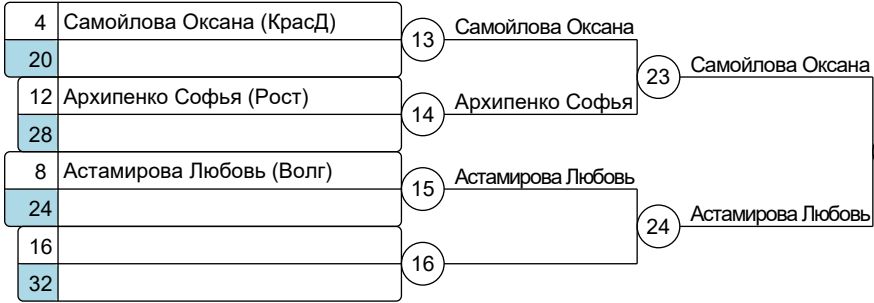 4 Самойлова Оксана (КрасД)
20
13
Самойлова Оксана
12 Архипенко Софья (Рост)
28
14
Архипенко Софья
23
Самойлова Оксана
8 Астамирова Любовь (Волг)
24
15
Астамирова Любовь
16
32
16
24
Астамирова Любовь